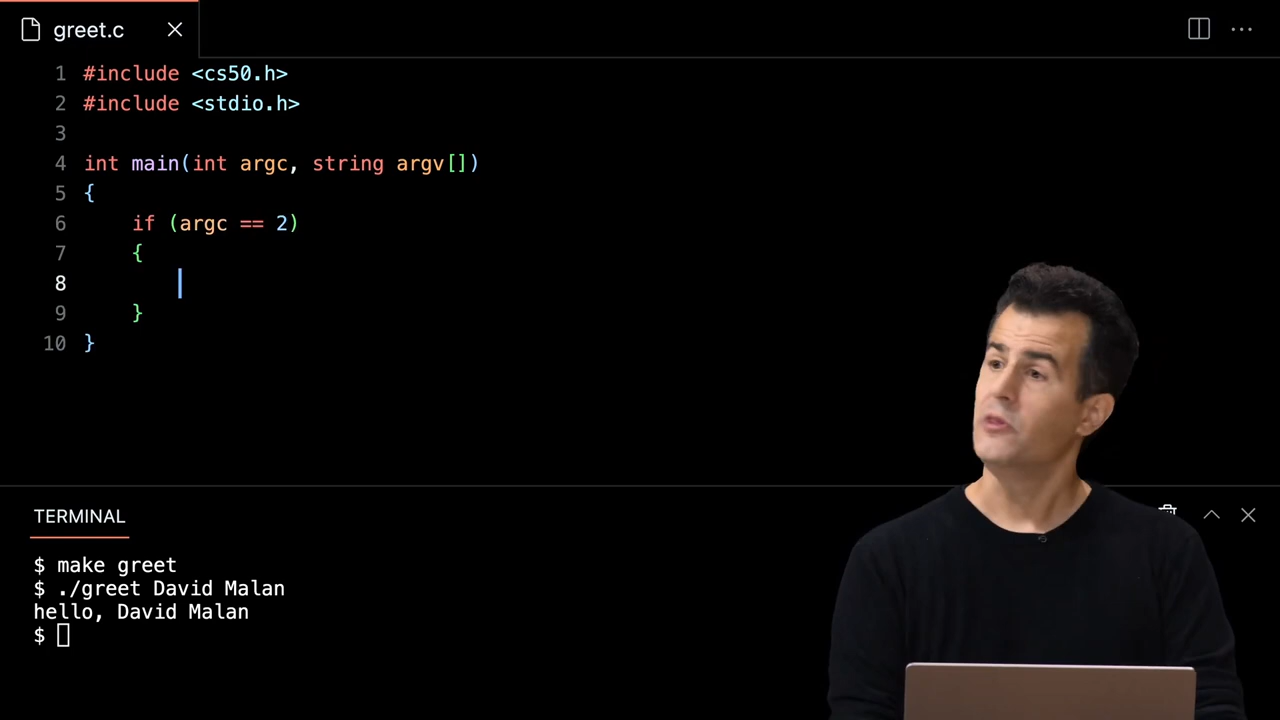 greet.c
1 #include <cs50.h>
2 #include <stdio.h>
3
4 int main(int argc, string argv[])
5 {
6     if (argc == 2)
7     {
8
9     }
10 }
TERMINAL
$ make greet
$ ./greet David Malan
hello, David Malan
$